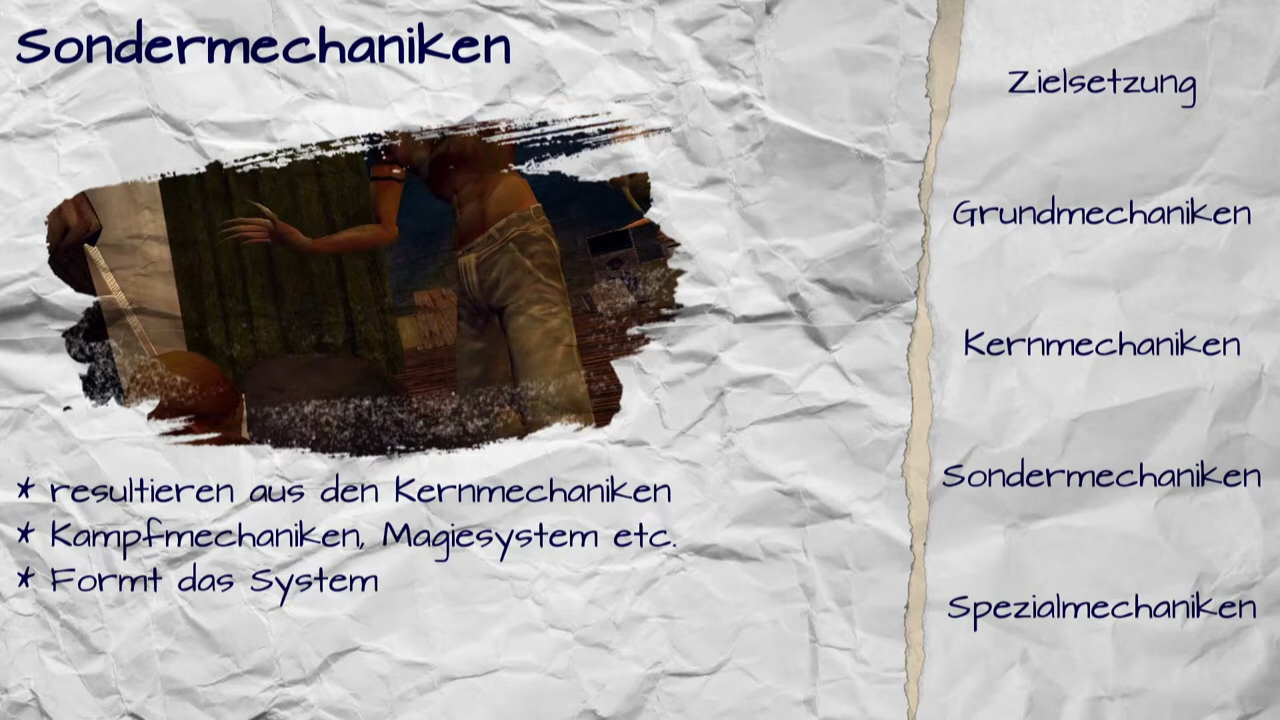 Sondermechaniken
* resultieren aus den Kernmechaniken
* Kampfmechaniken, Magiesystem etc.
* Formt das System
Zielsetzung
Grundmechaniken
Kernmechaniken
Sondermechaniken
Spezialmechaniken